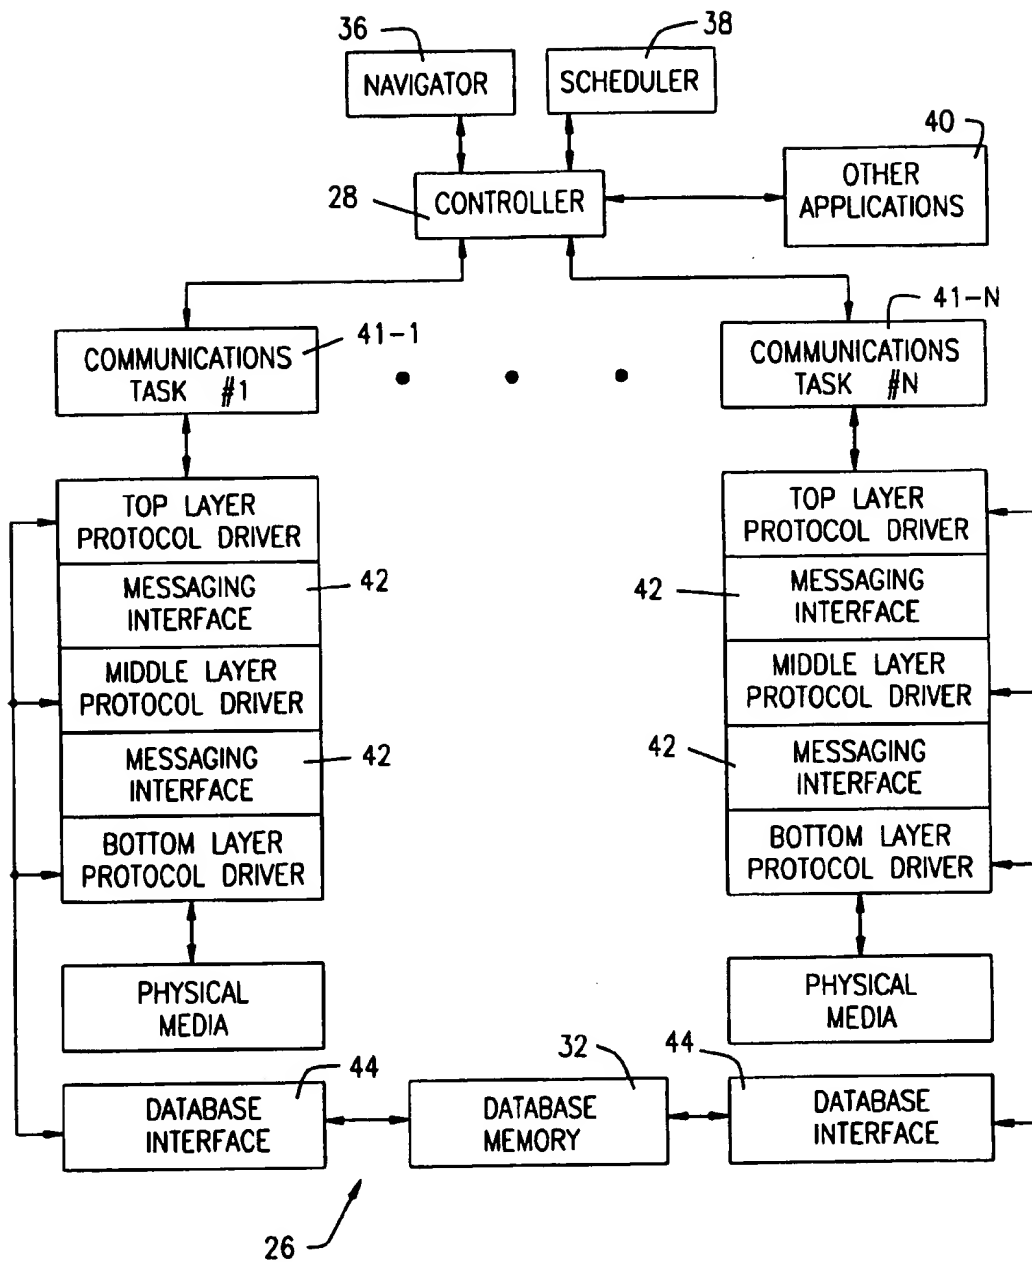 36
38
NAVIGATOR
SCHEDULER
40
28
CONTROLLER
OTHER
APPLICATIONS
41-1
41-N
COMMUNICATIONS
TASK #1
COMMUNICATIONS
TASK #N
TOP LAYER
PROTOCOL DRIVER
MESSAGING
INTERFACE
42
MIDDLE LAYER
PROTOCOL DRIVER
MESSAGING
INTERFACE
42
BOTTOM LAYER
PROTOCOL DRIVER
PHYSICAL
MEDIA
TOP LAYER
PROTOCOL DRIVER
42
MESSAGING
INTERFACE
MIDDLE LAYER
PROTOCOL DRIVER
42
MESSAGING
INTERFACE
BOTTOM LAYER
PROTOCOL DRIVER
PHYSICAL
MEDIA
44
32
44
DATABASE
INTERFACE
DATABASE
MEMORY
DATABASE
INTERFACE
26